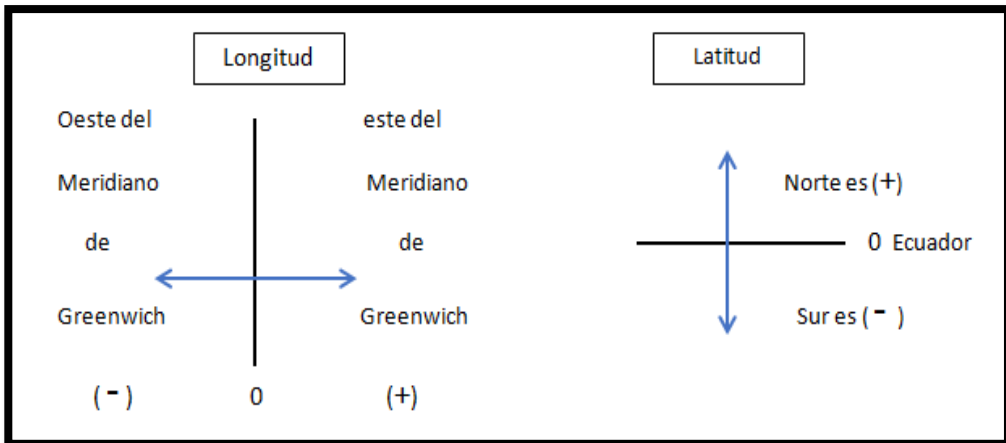 Longitud
Oeste del
Meridiano
de
Greenwich
(-)
0
este del
Meridiano
de
Greenwich
(+)
Latitud
Norte es (+)
0 Ecuador
Sur es (-)